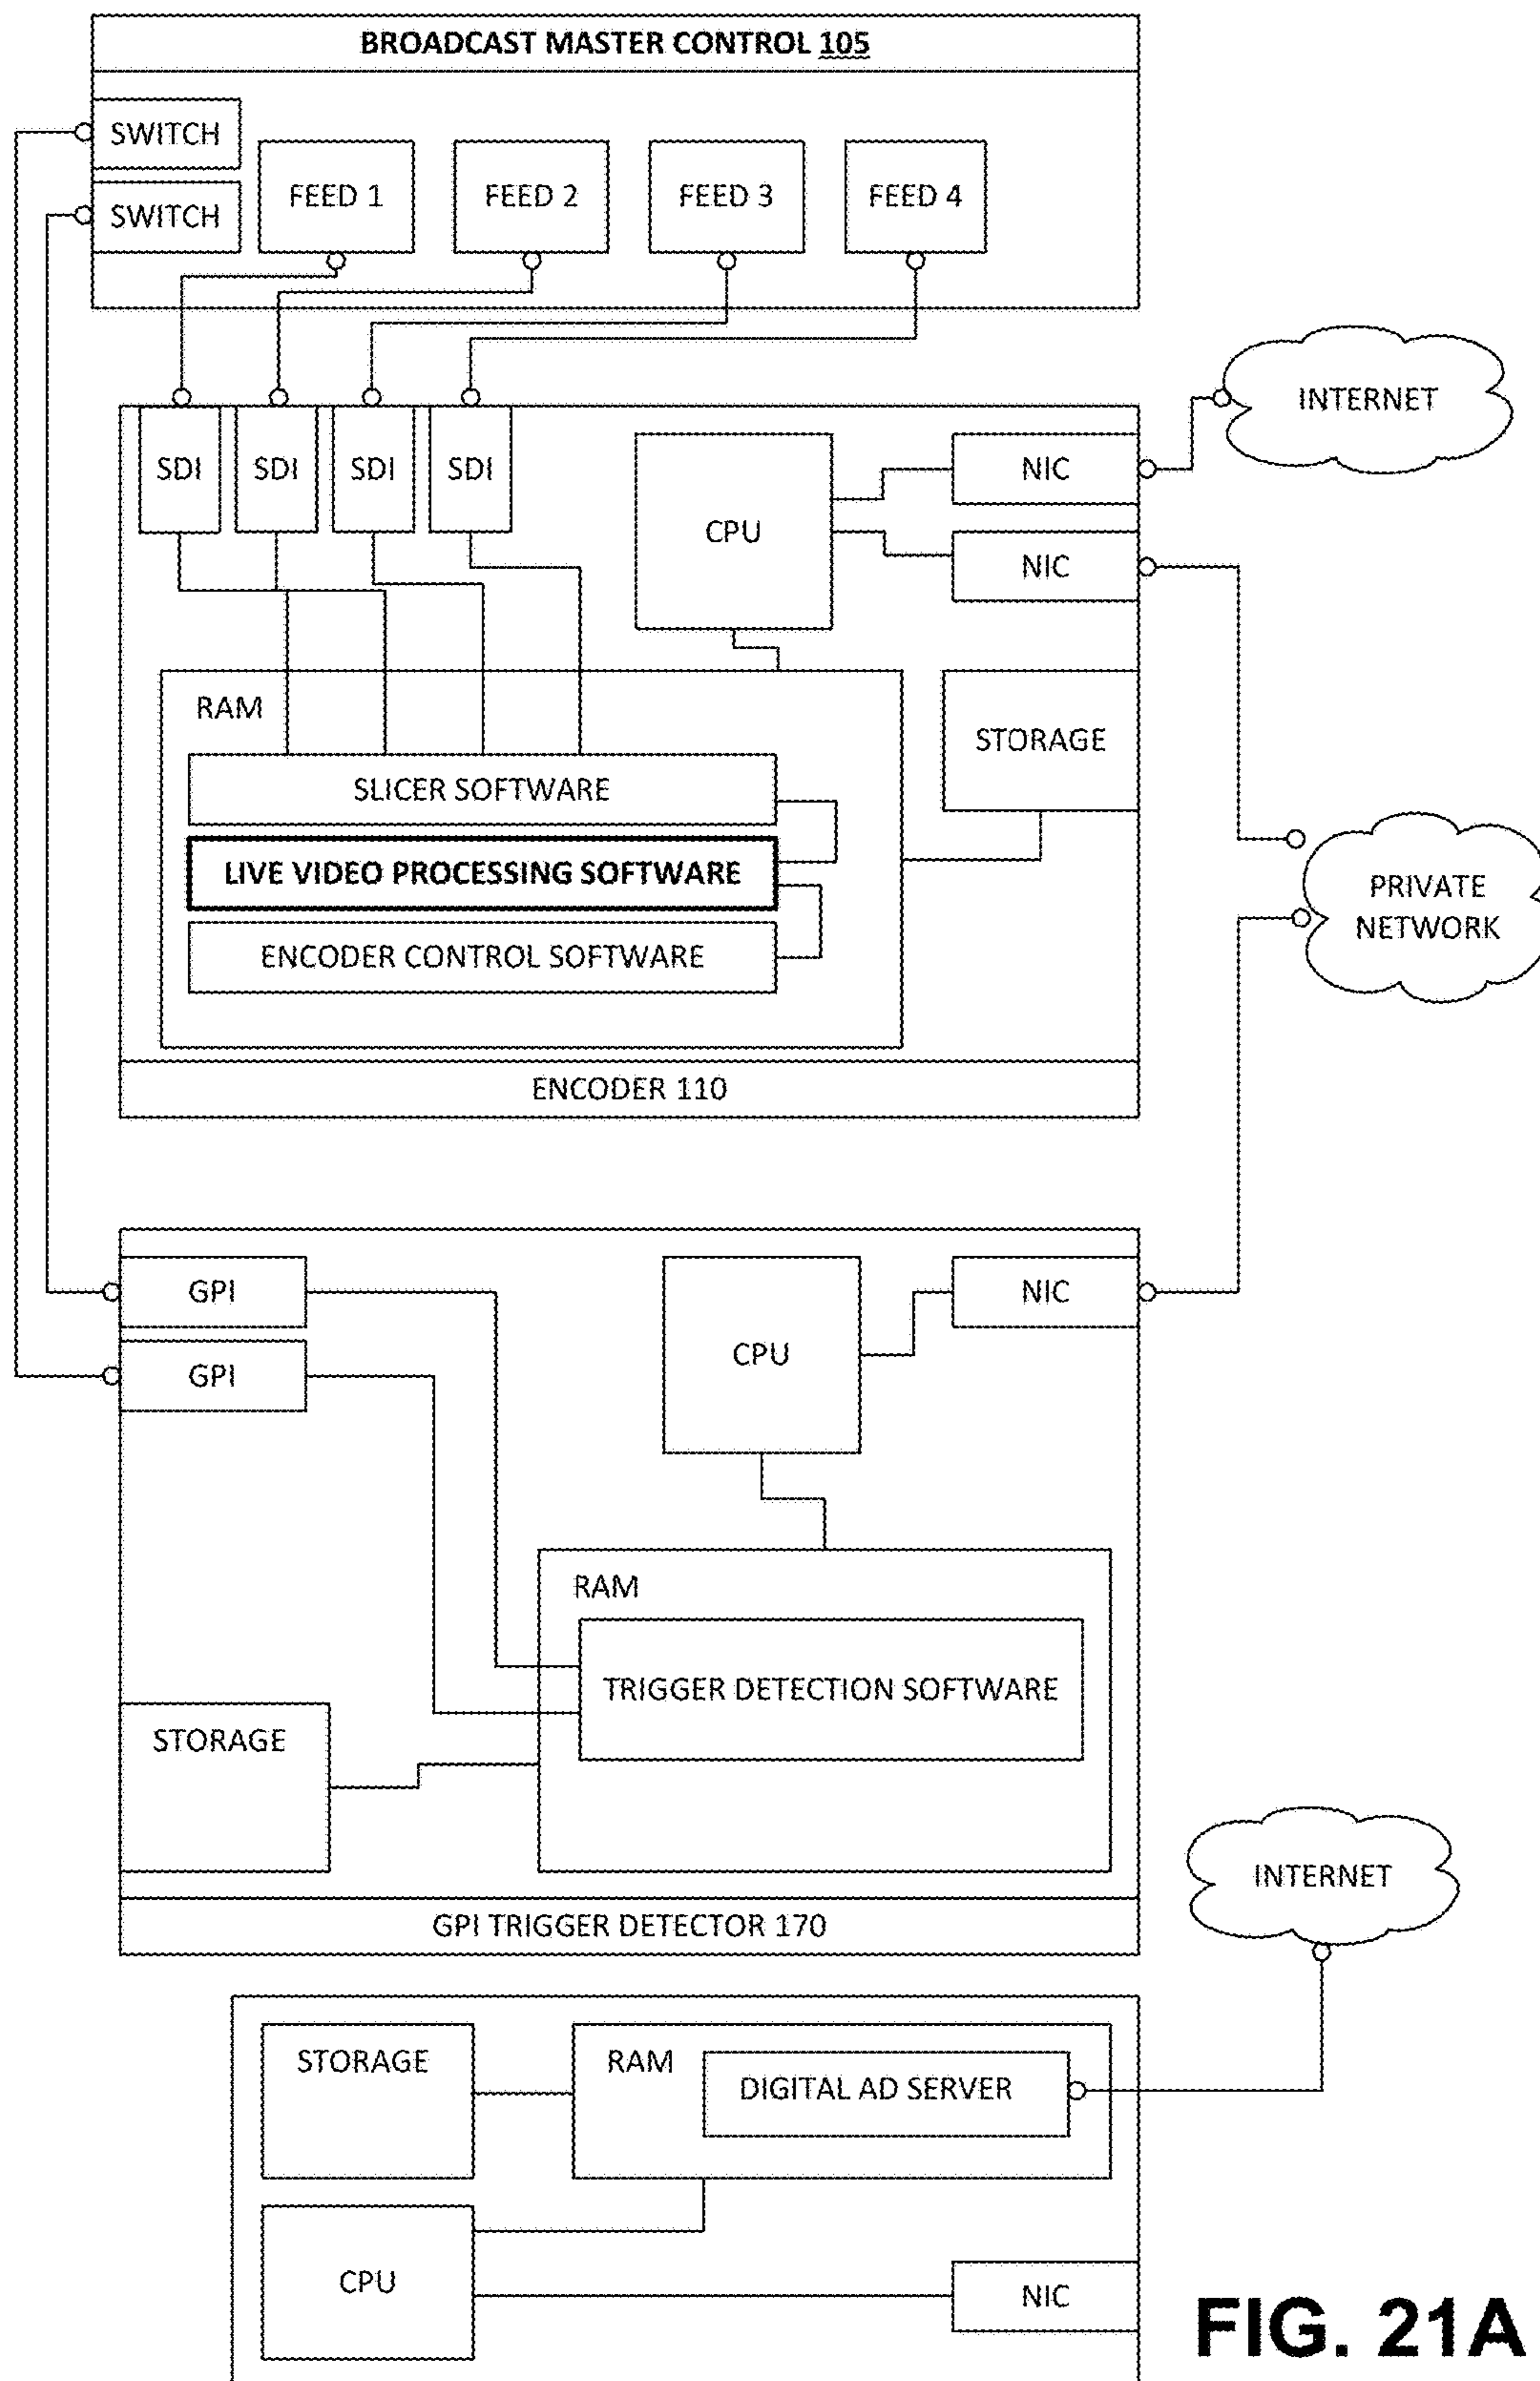 BROADCAST MASTER CONTROL 105
SWITCH
SWITCH
FEED 1
FEED 2
FEED 3
FEED 4
INTERNET
SDI
SDI
SDI
SDI
CPU
NIC
NIC
RAM
STORAGE
SLICER SOFTWARE
LIVE VIDEO PROCESSING SOFTWARE
ENCODER CONTROL SOFTWARE
PRIVATE
NETWORK
ENCODER 110
GPI
GPI
CPU
NIC
RAM
TRIGGER DETECTION SOFTWARE
STORAGE
GPI TRIGGER DETECTOR 170
INTERNET
STORAGE
RAM
DIGITAL AD SERVER
CPU
NIC
FIG. 21A